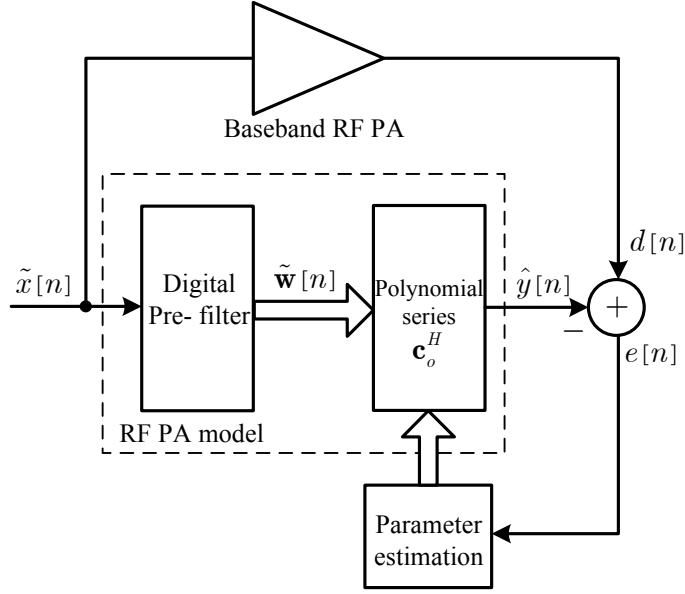 Baseband RF PA
x̃[n]
Digital
Pre- filter
w̃[n]
Polynomial
series
c_o^H
ŷ[n]
d[n]
+
−
e[n]
RF PA model
Parameter
estimation